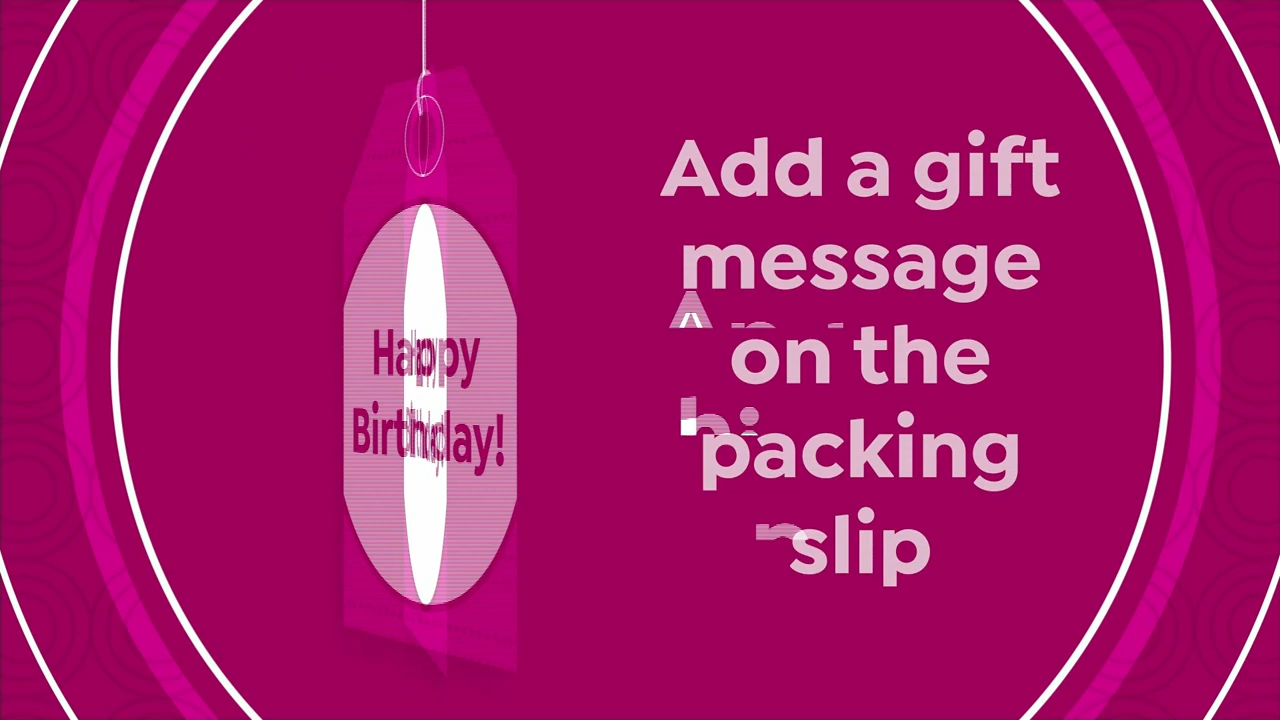 Happy
Birthday!
Add a gift
message
on the
packing
slip